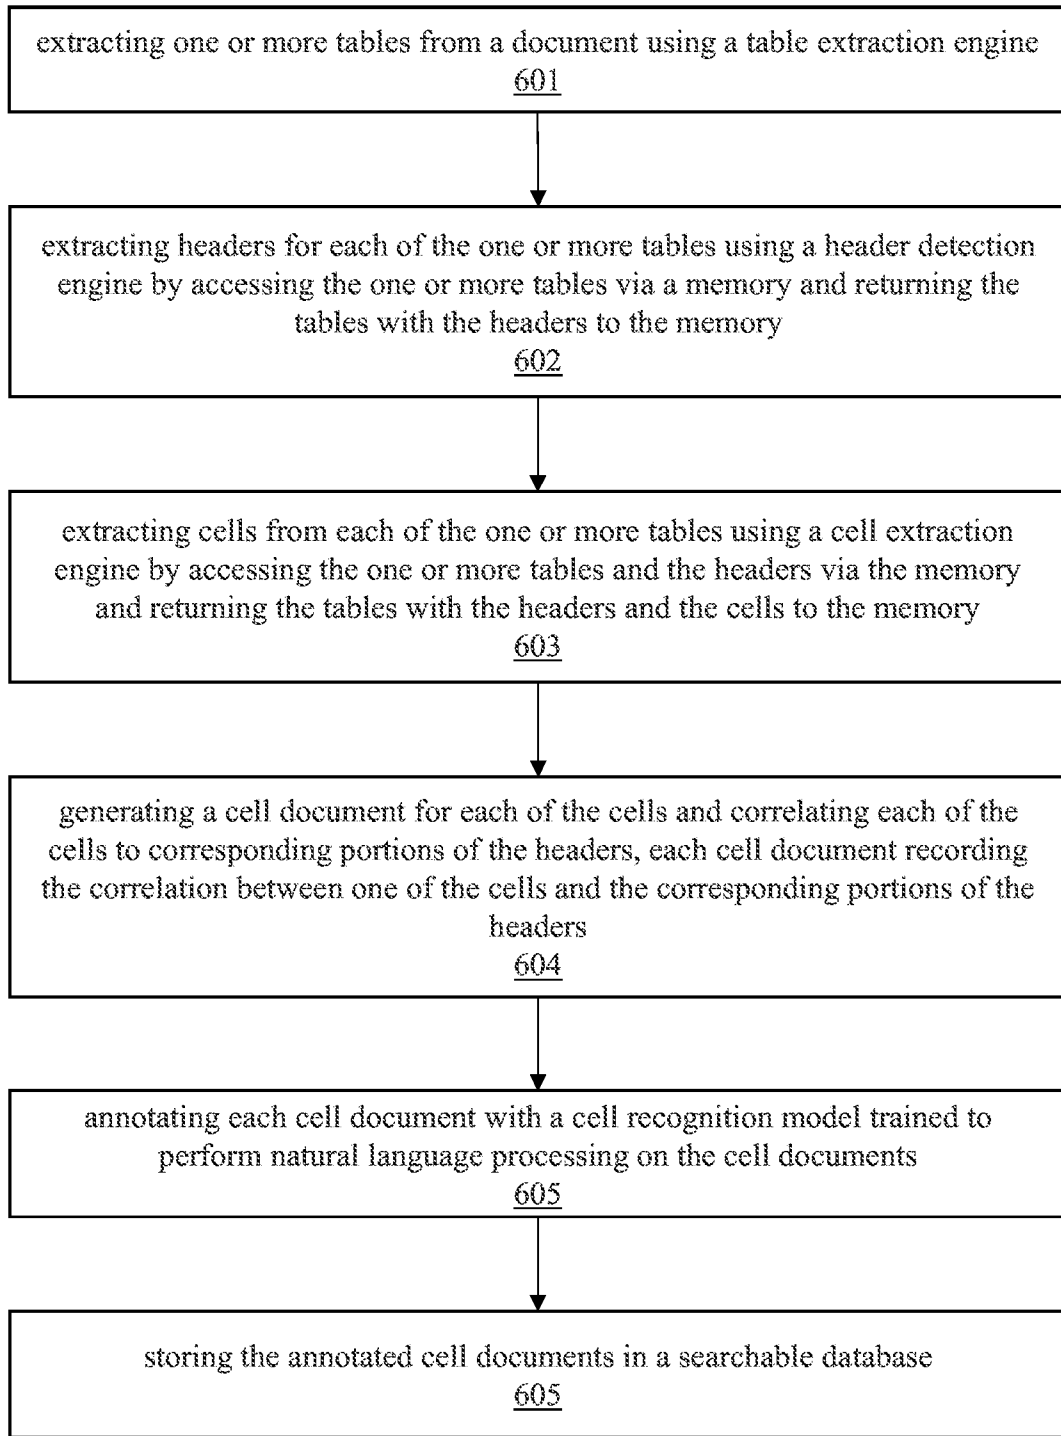 extracting one or more tables from a document using a table extraction engine
601
extracting headers for each of the one or more tables using a header detection
engine by accessing the one or more tables via a memory and returning the
tables with the headers to the memory
602
extracting cells from each of the one or more tables using a cell extraction
engine by accessing the one or more tables and the headers via the memory
and returning the tables with the headers and the cells to the memory
603
generating a cell document for each of the cells and correlating each of the
cells to corresponding portions of the headers, each cell document recording
the correlation between one of the cells and the corresponding portions of the
headers
604
annotating each cell document with a cell recognition model trained to
perform natural language processing on the cell documents
605
storing the annotated cell documents in a searchable database
605